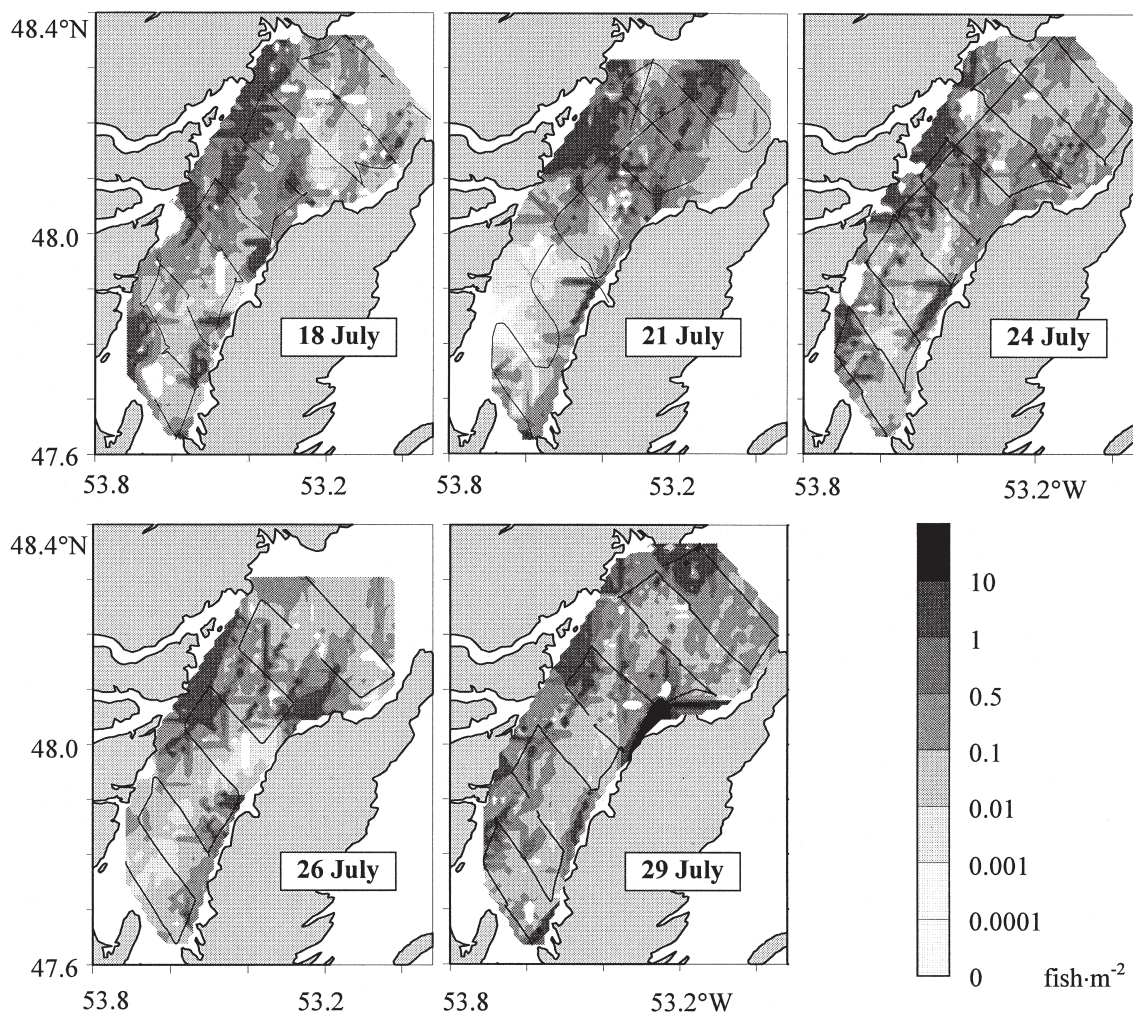 48.4°N
48.0
47.6
18 July
21 July
24 July
53.8 53.2 53.8 53.2 53.8 53.2°W
48.4°N
48.0
47.6
26 July
29 July
53.8 53.2 53.8 53.2°W
10
1
0.5
0.1
0.01
0.001
0.0001
0 fish·m⁻²